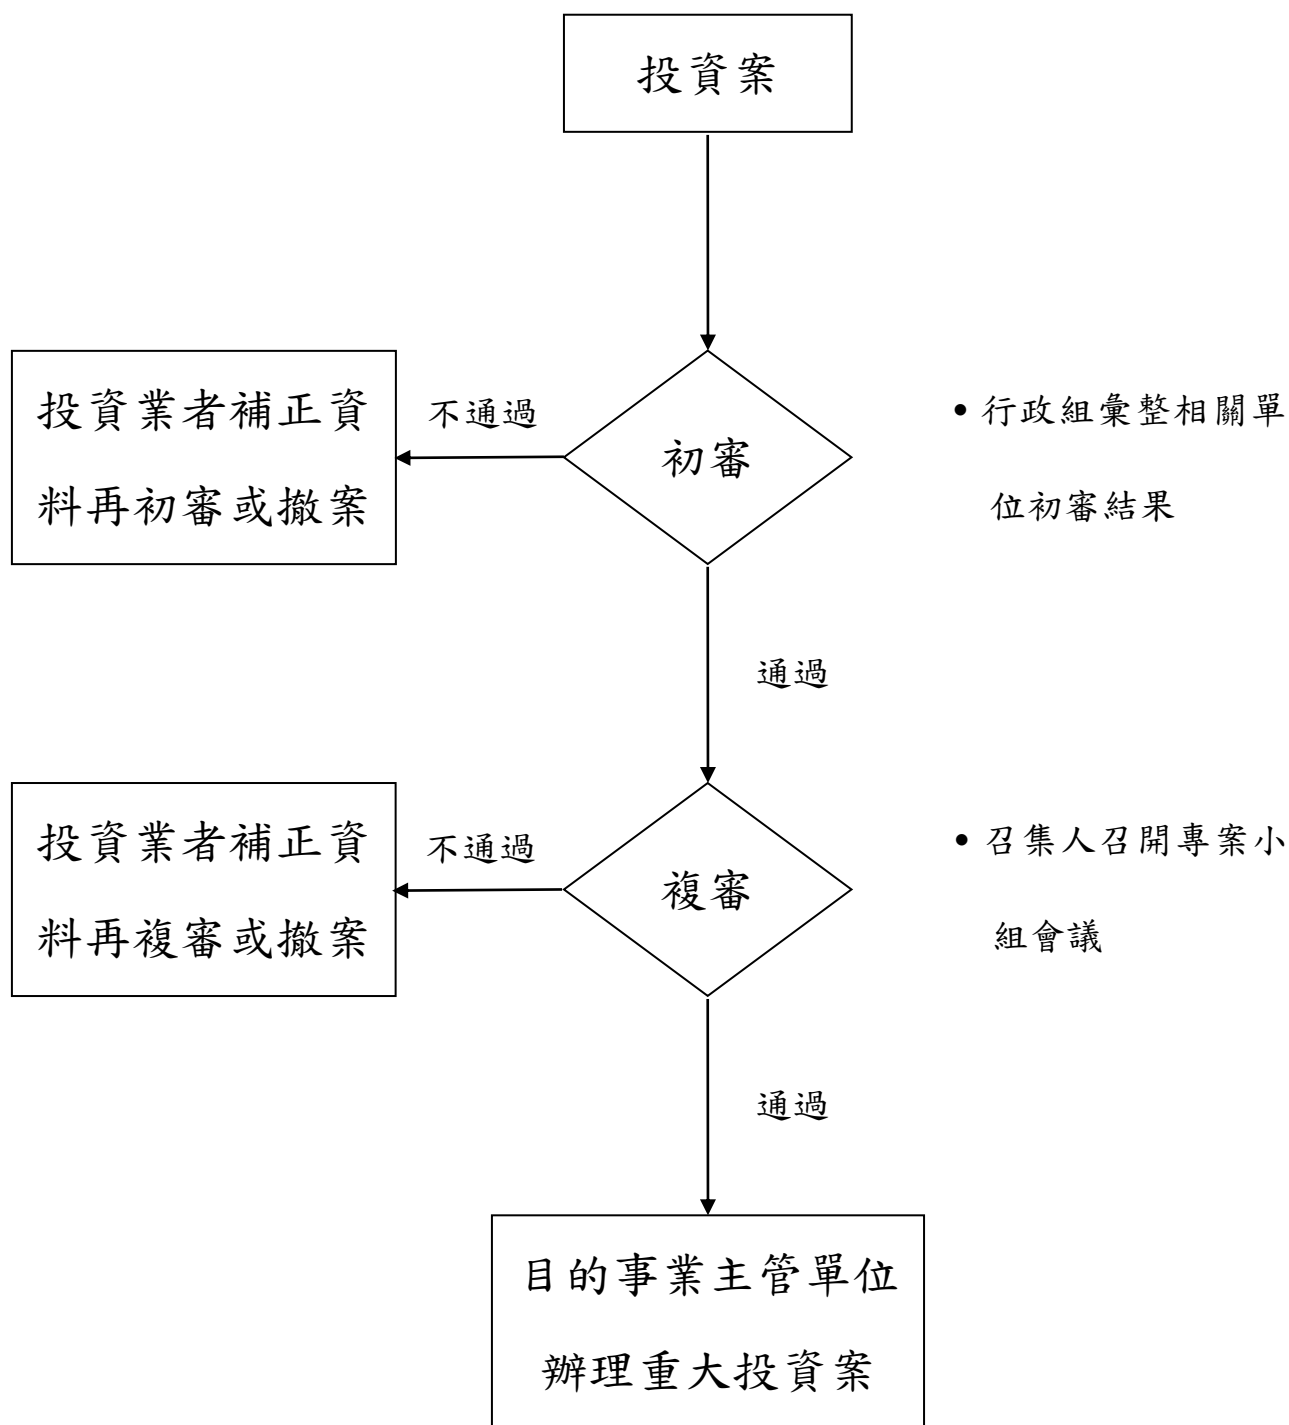 投資案
投資業者補正資
料再初審或撤案
不通過
初審
• 行政組彙整相關單
位初審結果
通過
投資業者補正資
料再複審或撤案
不通過
複審
• 召集人召開專案小
組會議
通過
目的事業主管單位
辦理重大投資案